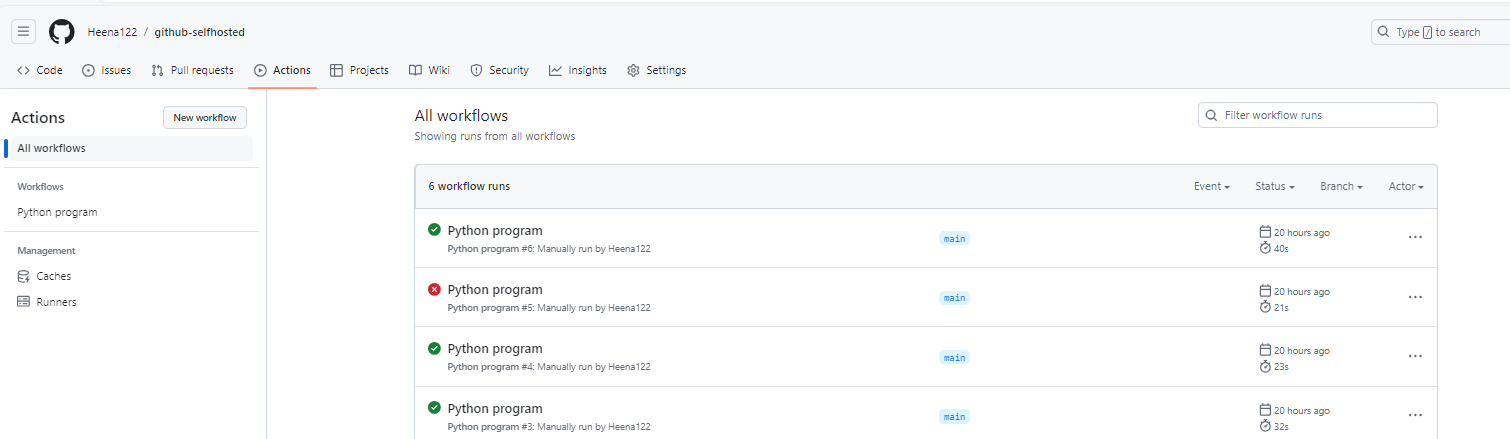 Heena122 / github-selfhosted
Type / to search
Code Issues Pull requests Actions Projects Wiki Security Insights Settings
Actions
New workflow
All workflows
Workflows
Python program
Management
Caches
Runners
All workflows
Showing runs from all workflows
Filter workflow runs
6 workflow runs
Event Status Branch Actor
Python program
Python program #6: Manually run by Heena122
main
20 hours ago
40s
Python program
Python program #5: Manually run by Heena122
main
20 hours ago
21s
Python program
Python program #4: Manually run by Heena122
main
20 hours ago
23s
Python program
Python program #3: Manually run by Heena122
main
20 hours ago
32s